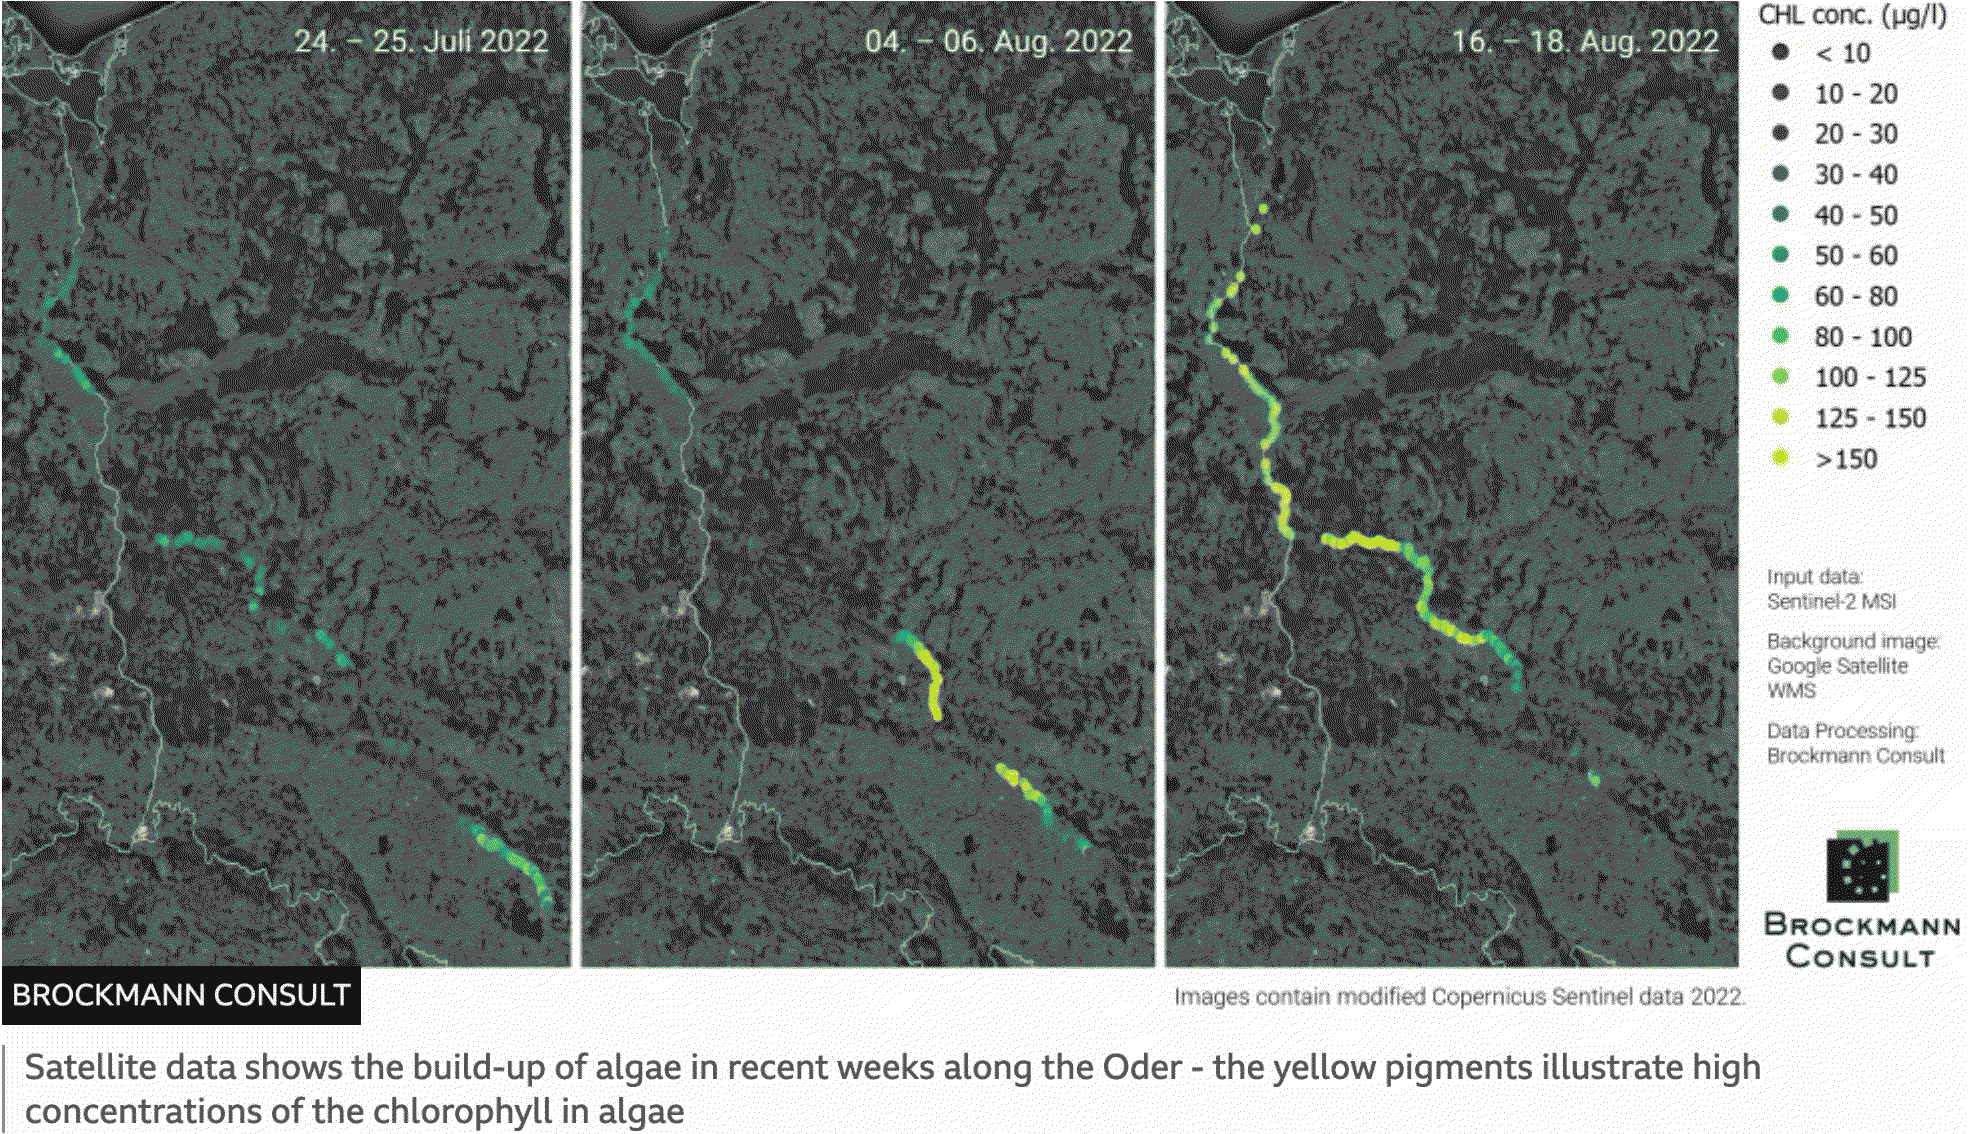 24. – 25. Juli 2022
04. – 06. Aug. 2022
16. – 18. Aug. 2022
CHL conc. (µg/l)
< 10
10 - 20
20 - 30
30 - 40
40 - 50
50 - 60
60 - 80
80 - 100
100 - 125
125 - 150
>150
Input data:
Sentinel-2 MSI
Background image:
Google Satellite
WMS
Data Processing:
Brockmann Consult
BROCKMANN
CONSULT
BROCKMANN CONSULT
Images contain modified Copernicus Sentinel data 2022.
Satellite data shows the build-up of algae in recent weeks along the Oder - the yellow pigments illustrate high
concentrations of the chlorophyll in algae